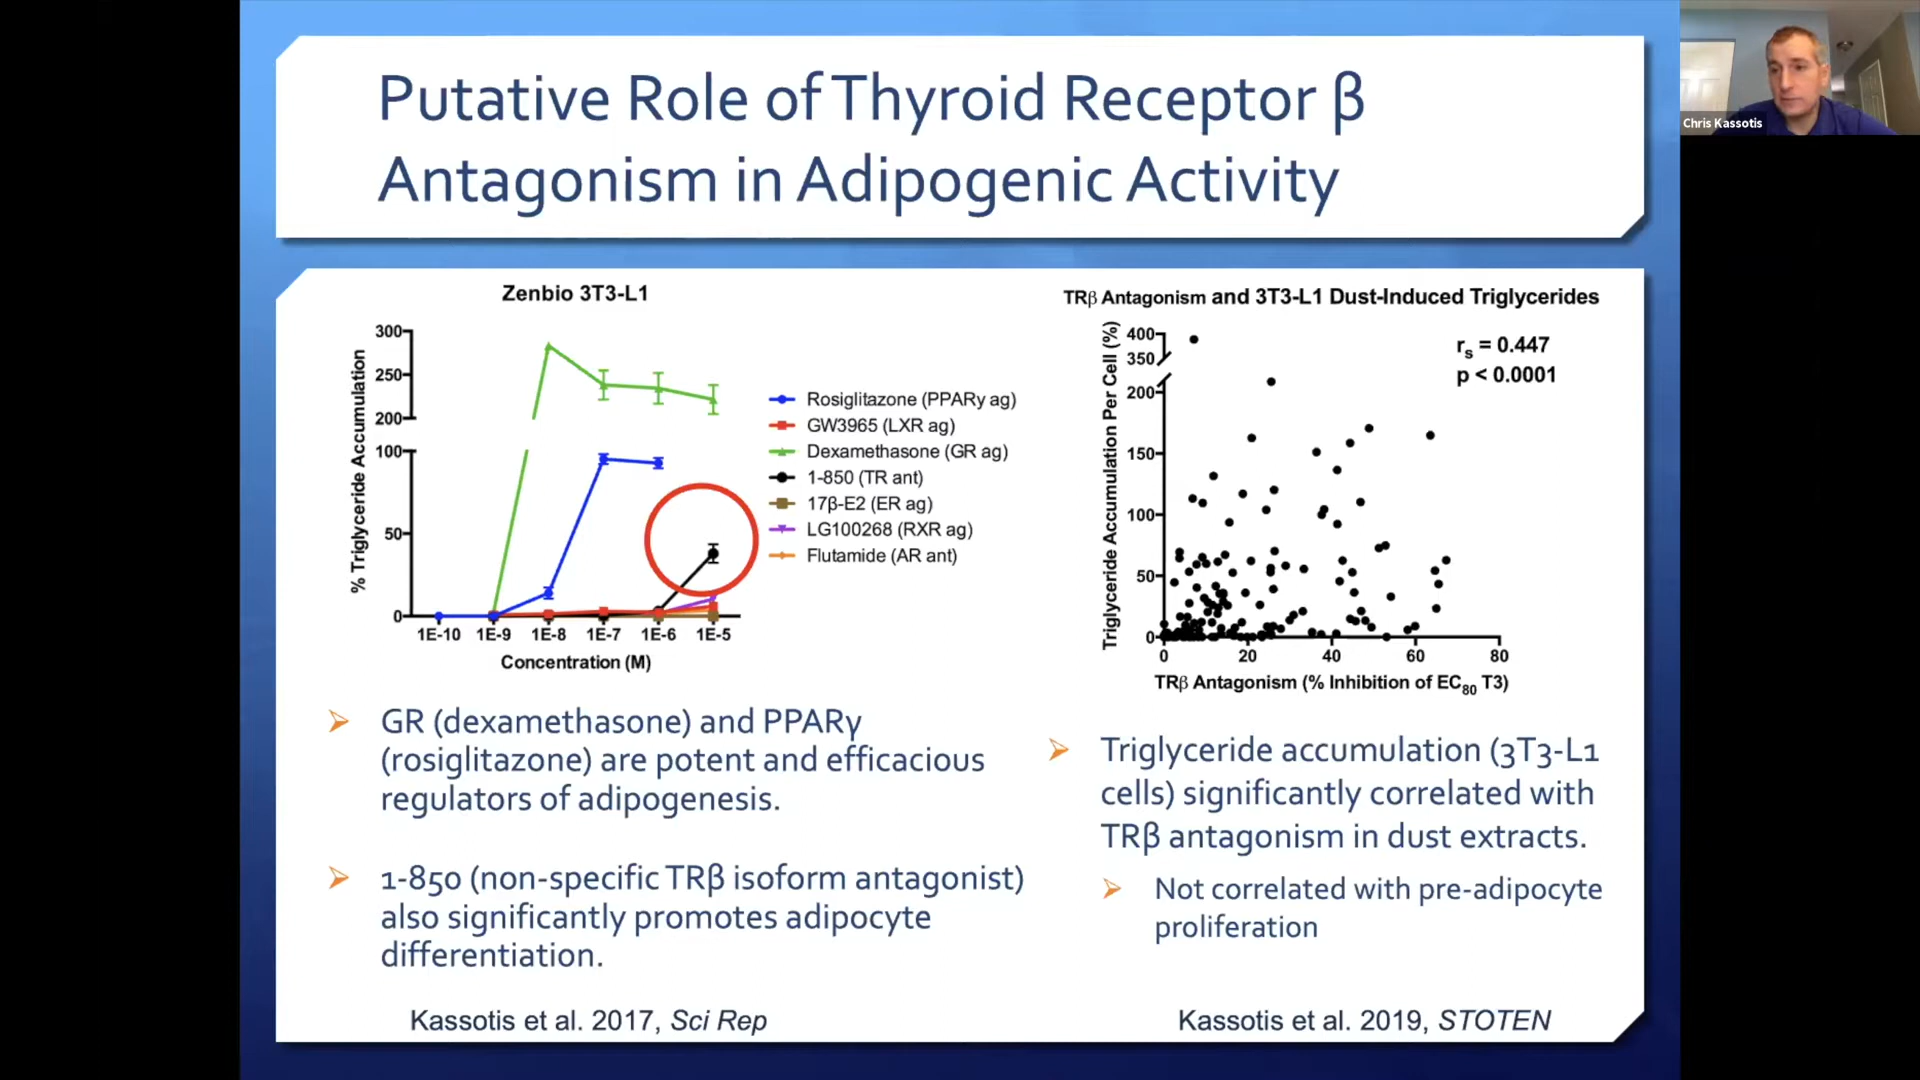 Putative Role of Thyroid Receptor β
Antagonism in Adipogenic Activity
Chris Kassotis
Zenbio 3T3-L1
% Triglyceride Accumulation
300
250
200
100
50
0
1E-10 1E-9 1E-8 1E-7 1E-6 1E-5
Concentration (M)
Rosiglitazone (PPARγ ag)
GW3965 (LXR ag)
Dexamethasone (GR ag)
1-850 (TR ant)
17β-E2 (ER ag)
LG100268 (RXR ag)
Flutamide (AR ant)
TRβ Antagonism and 3T3-L1 Dust-Induced Triglycerides
Triglyceride Accumulation Per Cell (%)
400
350
200
150
100
50
0
rs = 0.447
p < 0.0001
0 20 40 60 80
TRβ Antagonism (% Inhibition of EC80 T3)
GR (dexamethasone) and PPARγ
(rosiglitazone) are potent and efficacious
regulators of adipogenesis.
1-850 (non-specific TRβ isoform antagonist)
also significantly promotes adipocyte
differentiation.
Kassotis et al. 2017, Sci Rep
Triglyceride accumulation (3T3-L1
cells) significantly correlated with
TRβ antagonism in dust extracts.
Not correlated with pre-adipocyte
proliferation
Kassotis et al. 2019, STOTEN